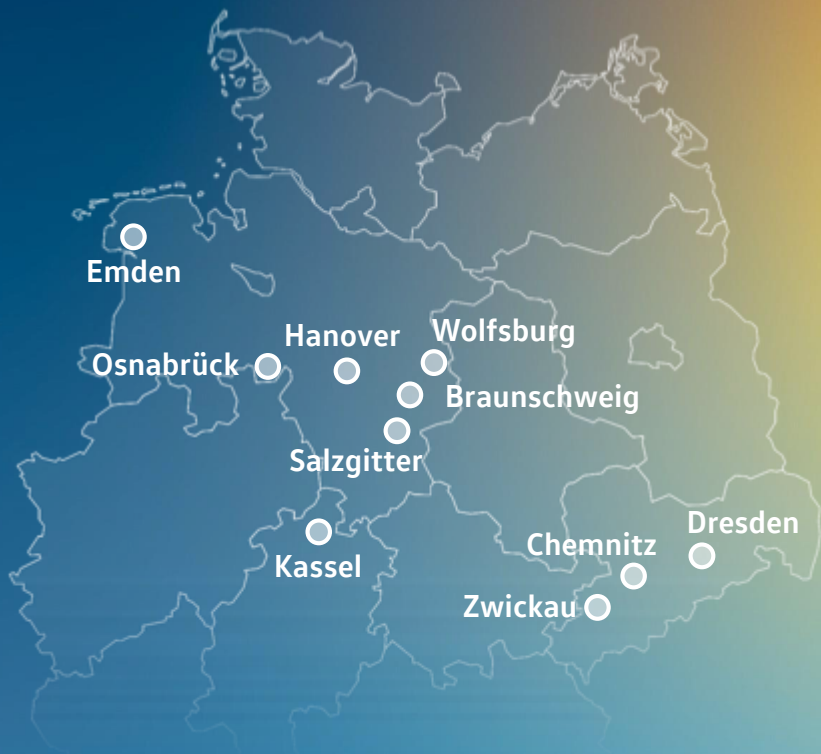 Emden
Hanover
Wolfsburg
Osnabrück
Braunschweig
Salzgitter
Dresden
Chemnitz
Kassel
Zwickau